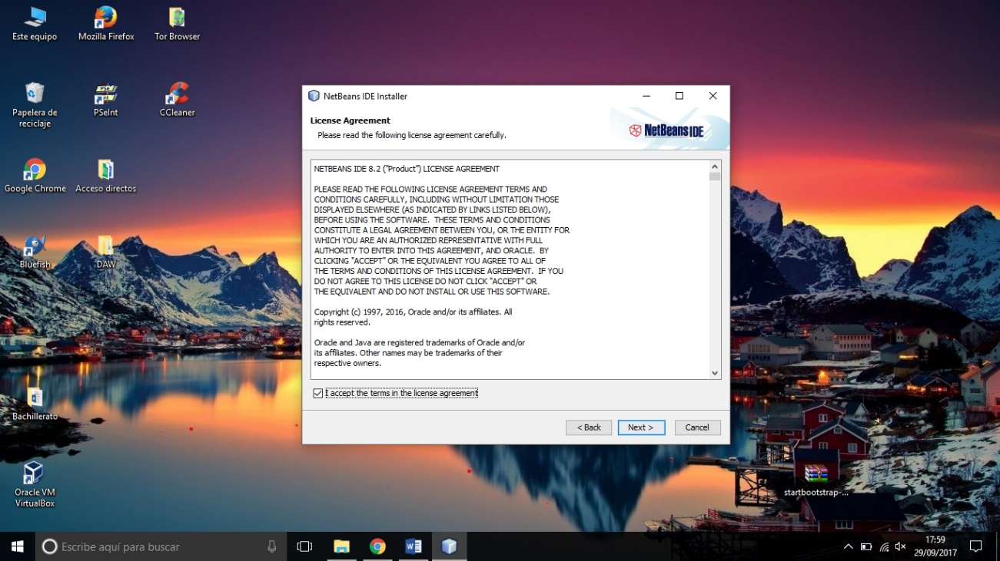 Este equipo
Mozilla Firefox
Tor Browser
Papelera de
reciclaje
PSeInt
CCleaner
Google Chrome
Acceso directos
Bluefish
DAW
Bachillerato
Oracle VM
VirtualBox
startbootstrap-...
NetBeans IDE Installer
License Agreement
Please read the following license agreement carefully.
NetBeans IDE
NETBEANS IDE 8.2 ("Product") LICENSE AGREEMENT
PLEASE READ THE FOLLOWING LICENSE AGREEMENT TERMS AND
CONDITIONS CAREFULLY, INCLUDING WITHOUT LIMITATION THOSE
DISPLAYED ELSEWHERE (AS INDICATED BY LINKS LISTED BELOW),
BEFORE USING THE SOFTWARE.  THESE TERMS AND CONDITIONS
CONSTITUTE A LEGAL AGREEMENT BETWEEN YOU, OR THE ENTITY FOR
WHICH YOU ARE AN AUTHORIZED REPRESENTATIVE WITH FULL
AUTHORITY TO ENTER INTO THIS AGREEMENT, AND ORACLE.  BY
CLICKING "ACCEPT" OR THE EQUIVALENT YOU AGREE TO ALL OF
THE TERMS AND CONDITIONS OF THIS LICENSE AGREEMENT.  IF YOU
DO NOT AGREE TO THIS LICENSE DO NOT CLICK "ACCEPT" OR
THE EQUIVALENT AND DO NOT INSTALL OR USE THIS SOFTWARE.
Copyright (c) 1997, 2016, Oracle and/or its affiliates. All
rights reserved.
Oracle and Java are registered trademarks of Oracle and/or
its affiliates. Other names may be trademarks of their
respective owners.
I accept the terms in the license agreement
< Back
Next >
Cancel
Escribe aquí para buscar
17:59
29/09/2017